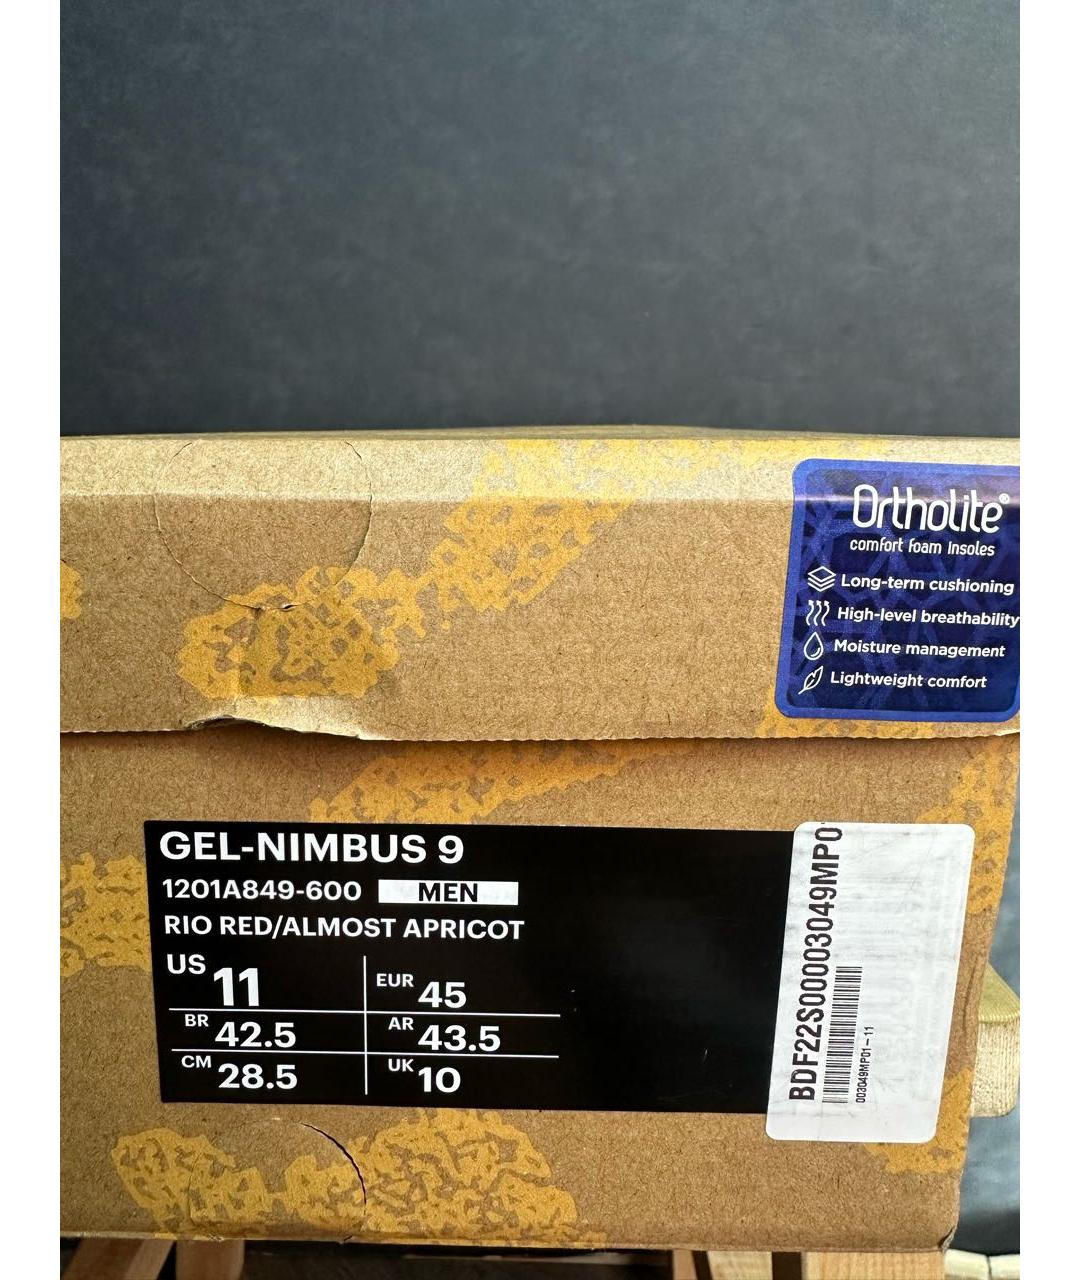 Ortholite®
comfort foam insoles
Long-term cushioning
High-level breathability
Moisture management
Lightweight comfort
GEL-NIMBUS 9
1201A849-600 MEN
RIO RED/ALMOST APRICOT
US 11 EUR 45
BR 42.5 AR 43.5
CM 28.5 UK 10
BDF22S00003049MP0
003049MP01-11